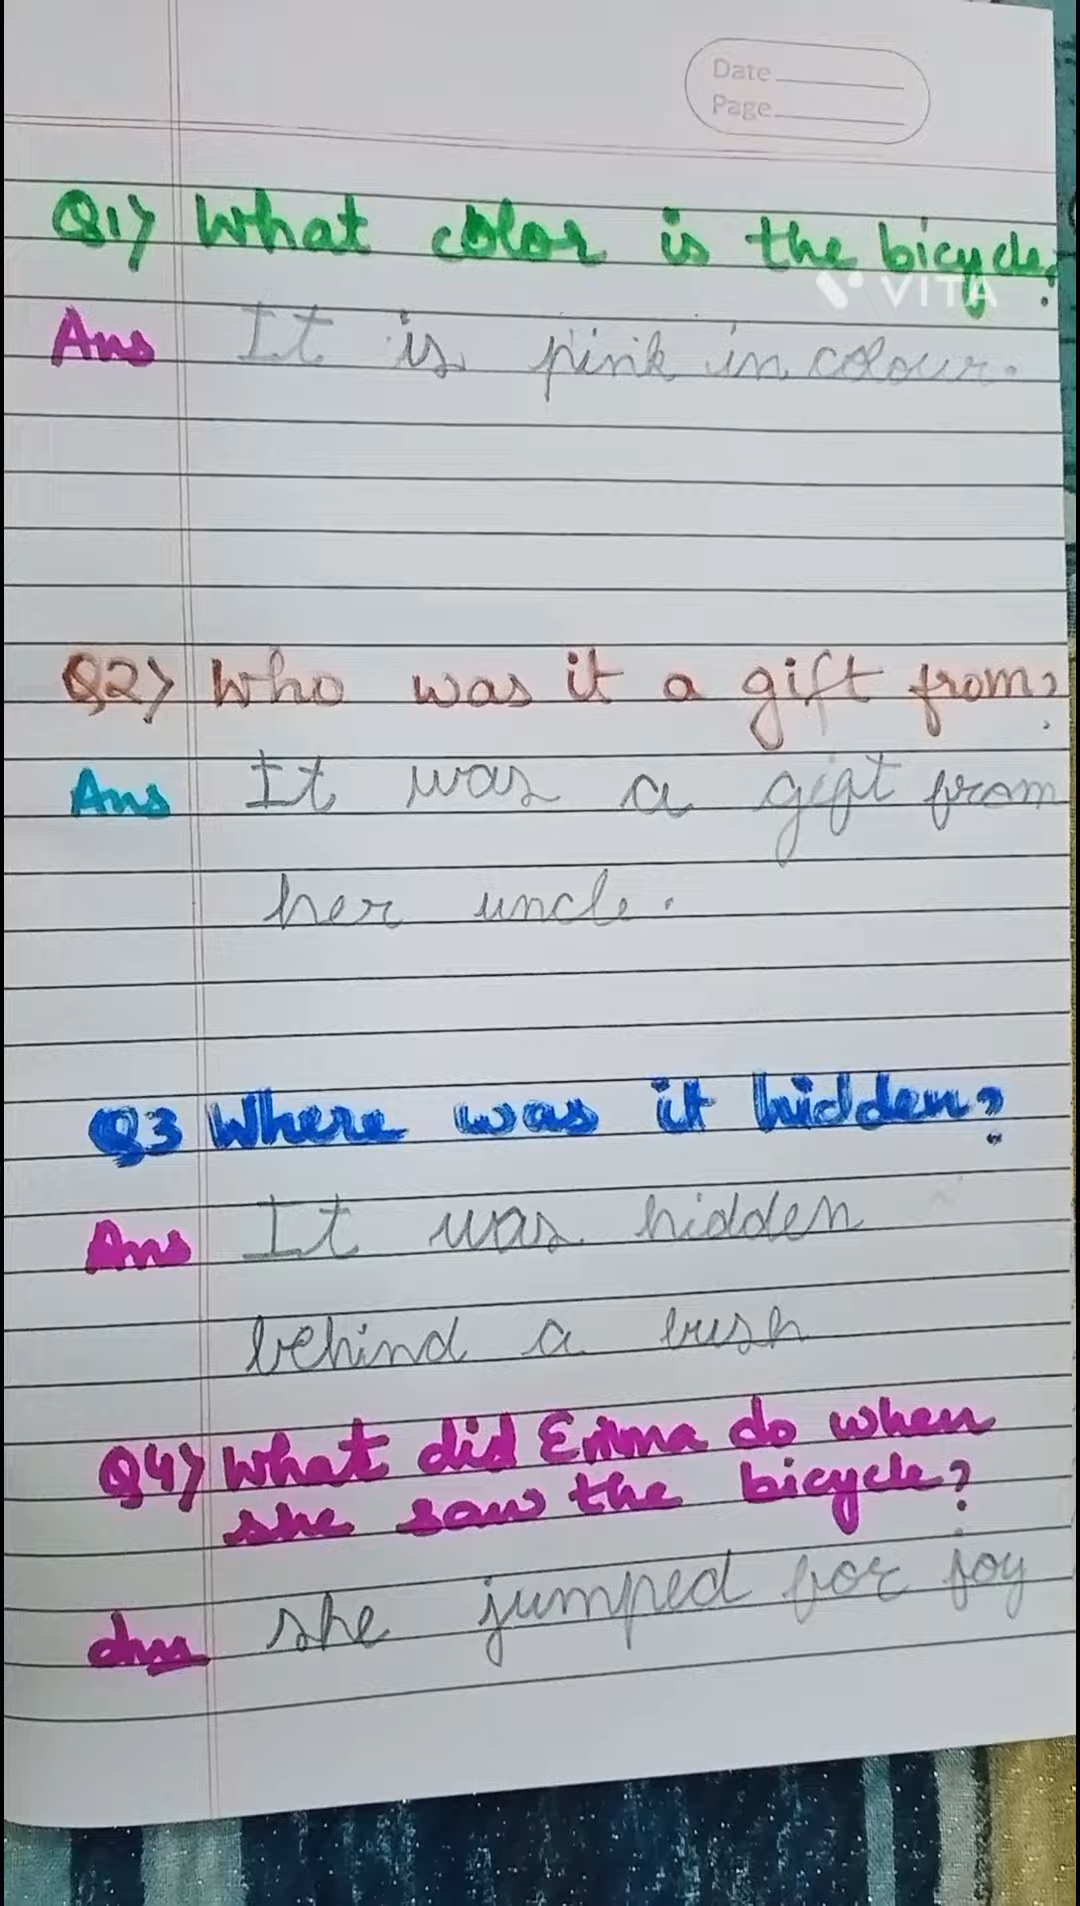 Date
Page
Q1) What color is the bicycle?
VITA
Ans It is pink in colour.
Q2) Who was it a gift from?
Ans It was a gift from
her uncle.
Q3 Where was it hidden?
Ans It was hidden
behind a bush
Q4) What did Emma do when
she saw the bicycle?
Ans she jumped for joy